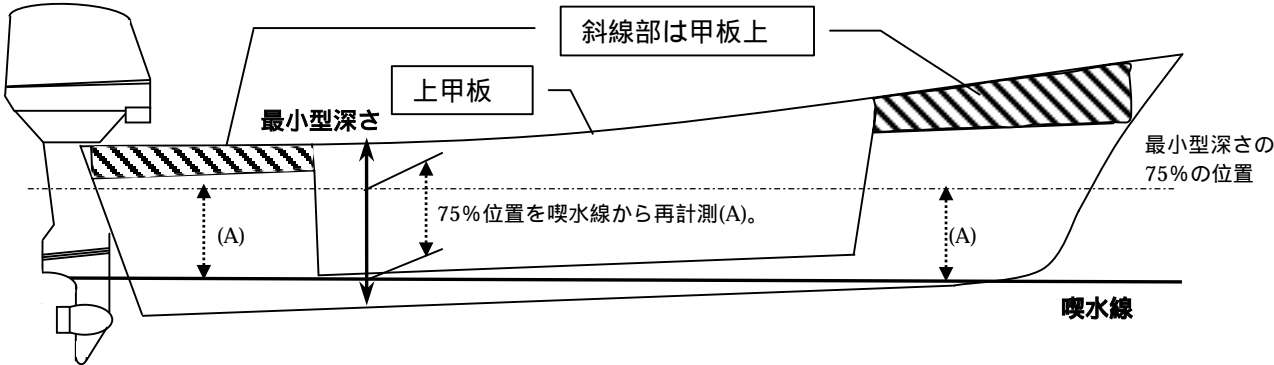 斜線部は甲板上
上甲板
最小型深さ
最小型深さの
75%の位置
75%位置を喫水線から再計測(A)。
(A)
(A)
喫水線